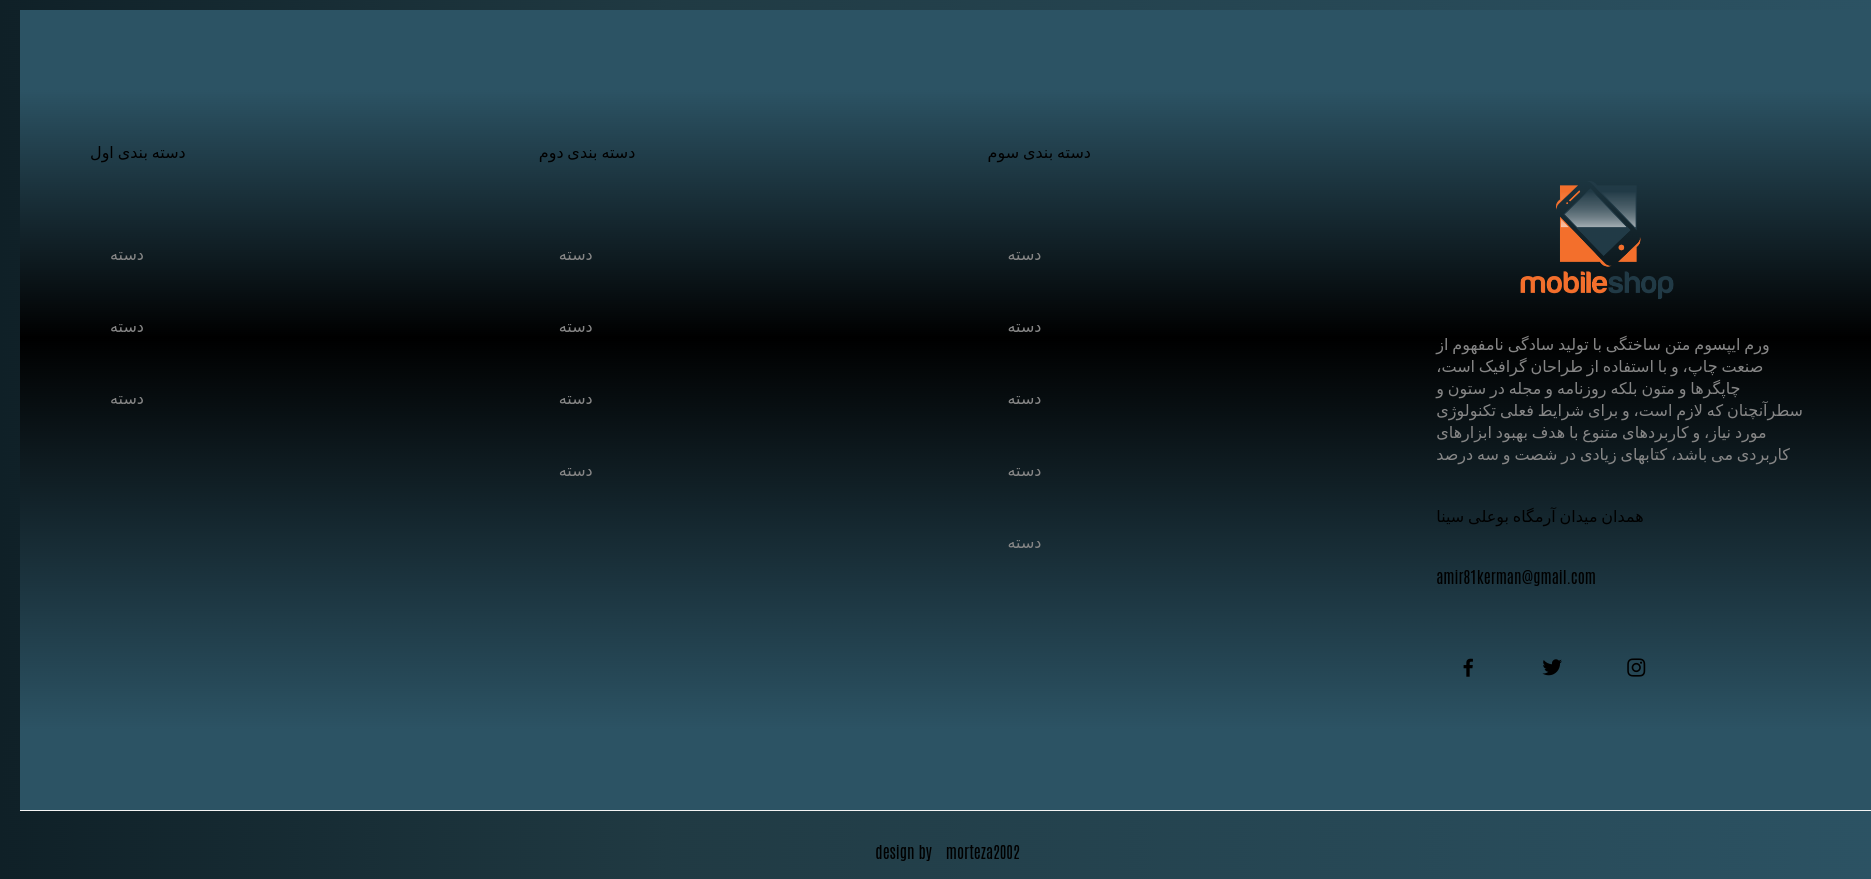 دسته بندی اول
دسته
دسته
دسته
دسته بندی دوم
دسته
دسته
دسته
دسته
دسته بندی سوم
دسته
دسته
دسته
دسته
دسته
mobileshop
ورم ایپسوم متن ساختگی با تولید سادگی نامفهوم از
صنعت چاپ، و با استفاده از طراحان گرافیک است،
چاپگرها و متون بلکه روزنامه و مجله در ستون و
سطرآنچنان که لازم است، و برای شرایط فعلی تکنولوژی
مورد نیاز، و کاربردهای متنوع با هدف بهبود ابزارهای
کاربردی می باشد، کتابهای زیادی در شصت و سه درصد
همدان میدان آرمگاه بوعلی سینا
amir81kerman@gmail.com
design by morteza2002